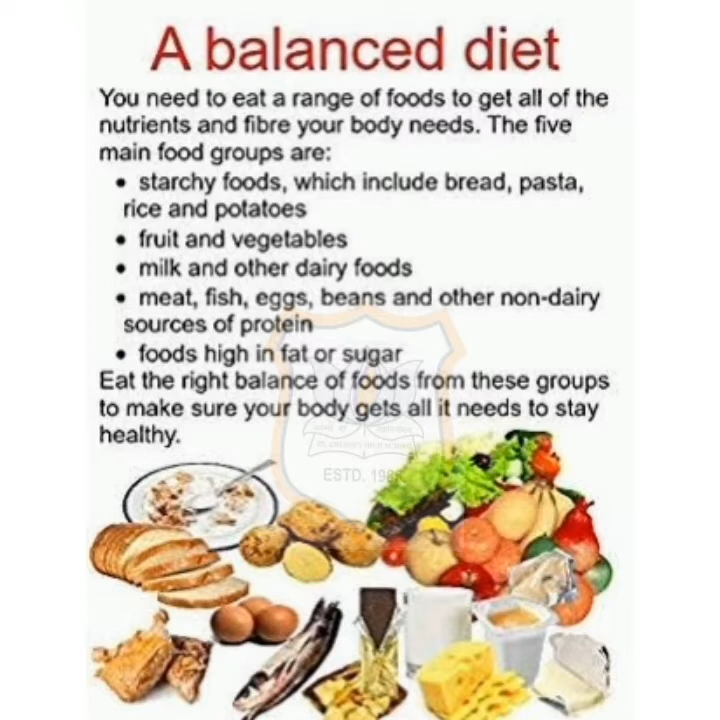 A balanced diet
You need to eat a range of foods to get all of the
nutrients and fibre your body needs. The five
main food groups are:
• starchy foods, which include bread, pasta,
rice and potatoes
• fruit and vegetables
• milk and other dairy foods
• meat, fish, eggs, beans and other non-dairy
sources of protein
• foods high in fat or sugar
Eat the right balance of foods from these groups
to make sure your body gets all it needs to stay
healthy.
ESTD.